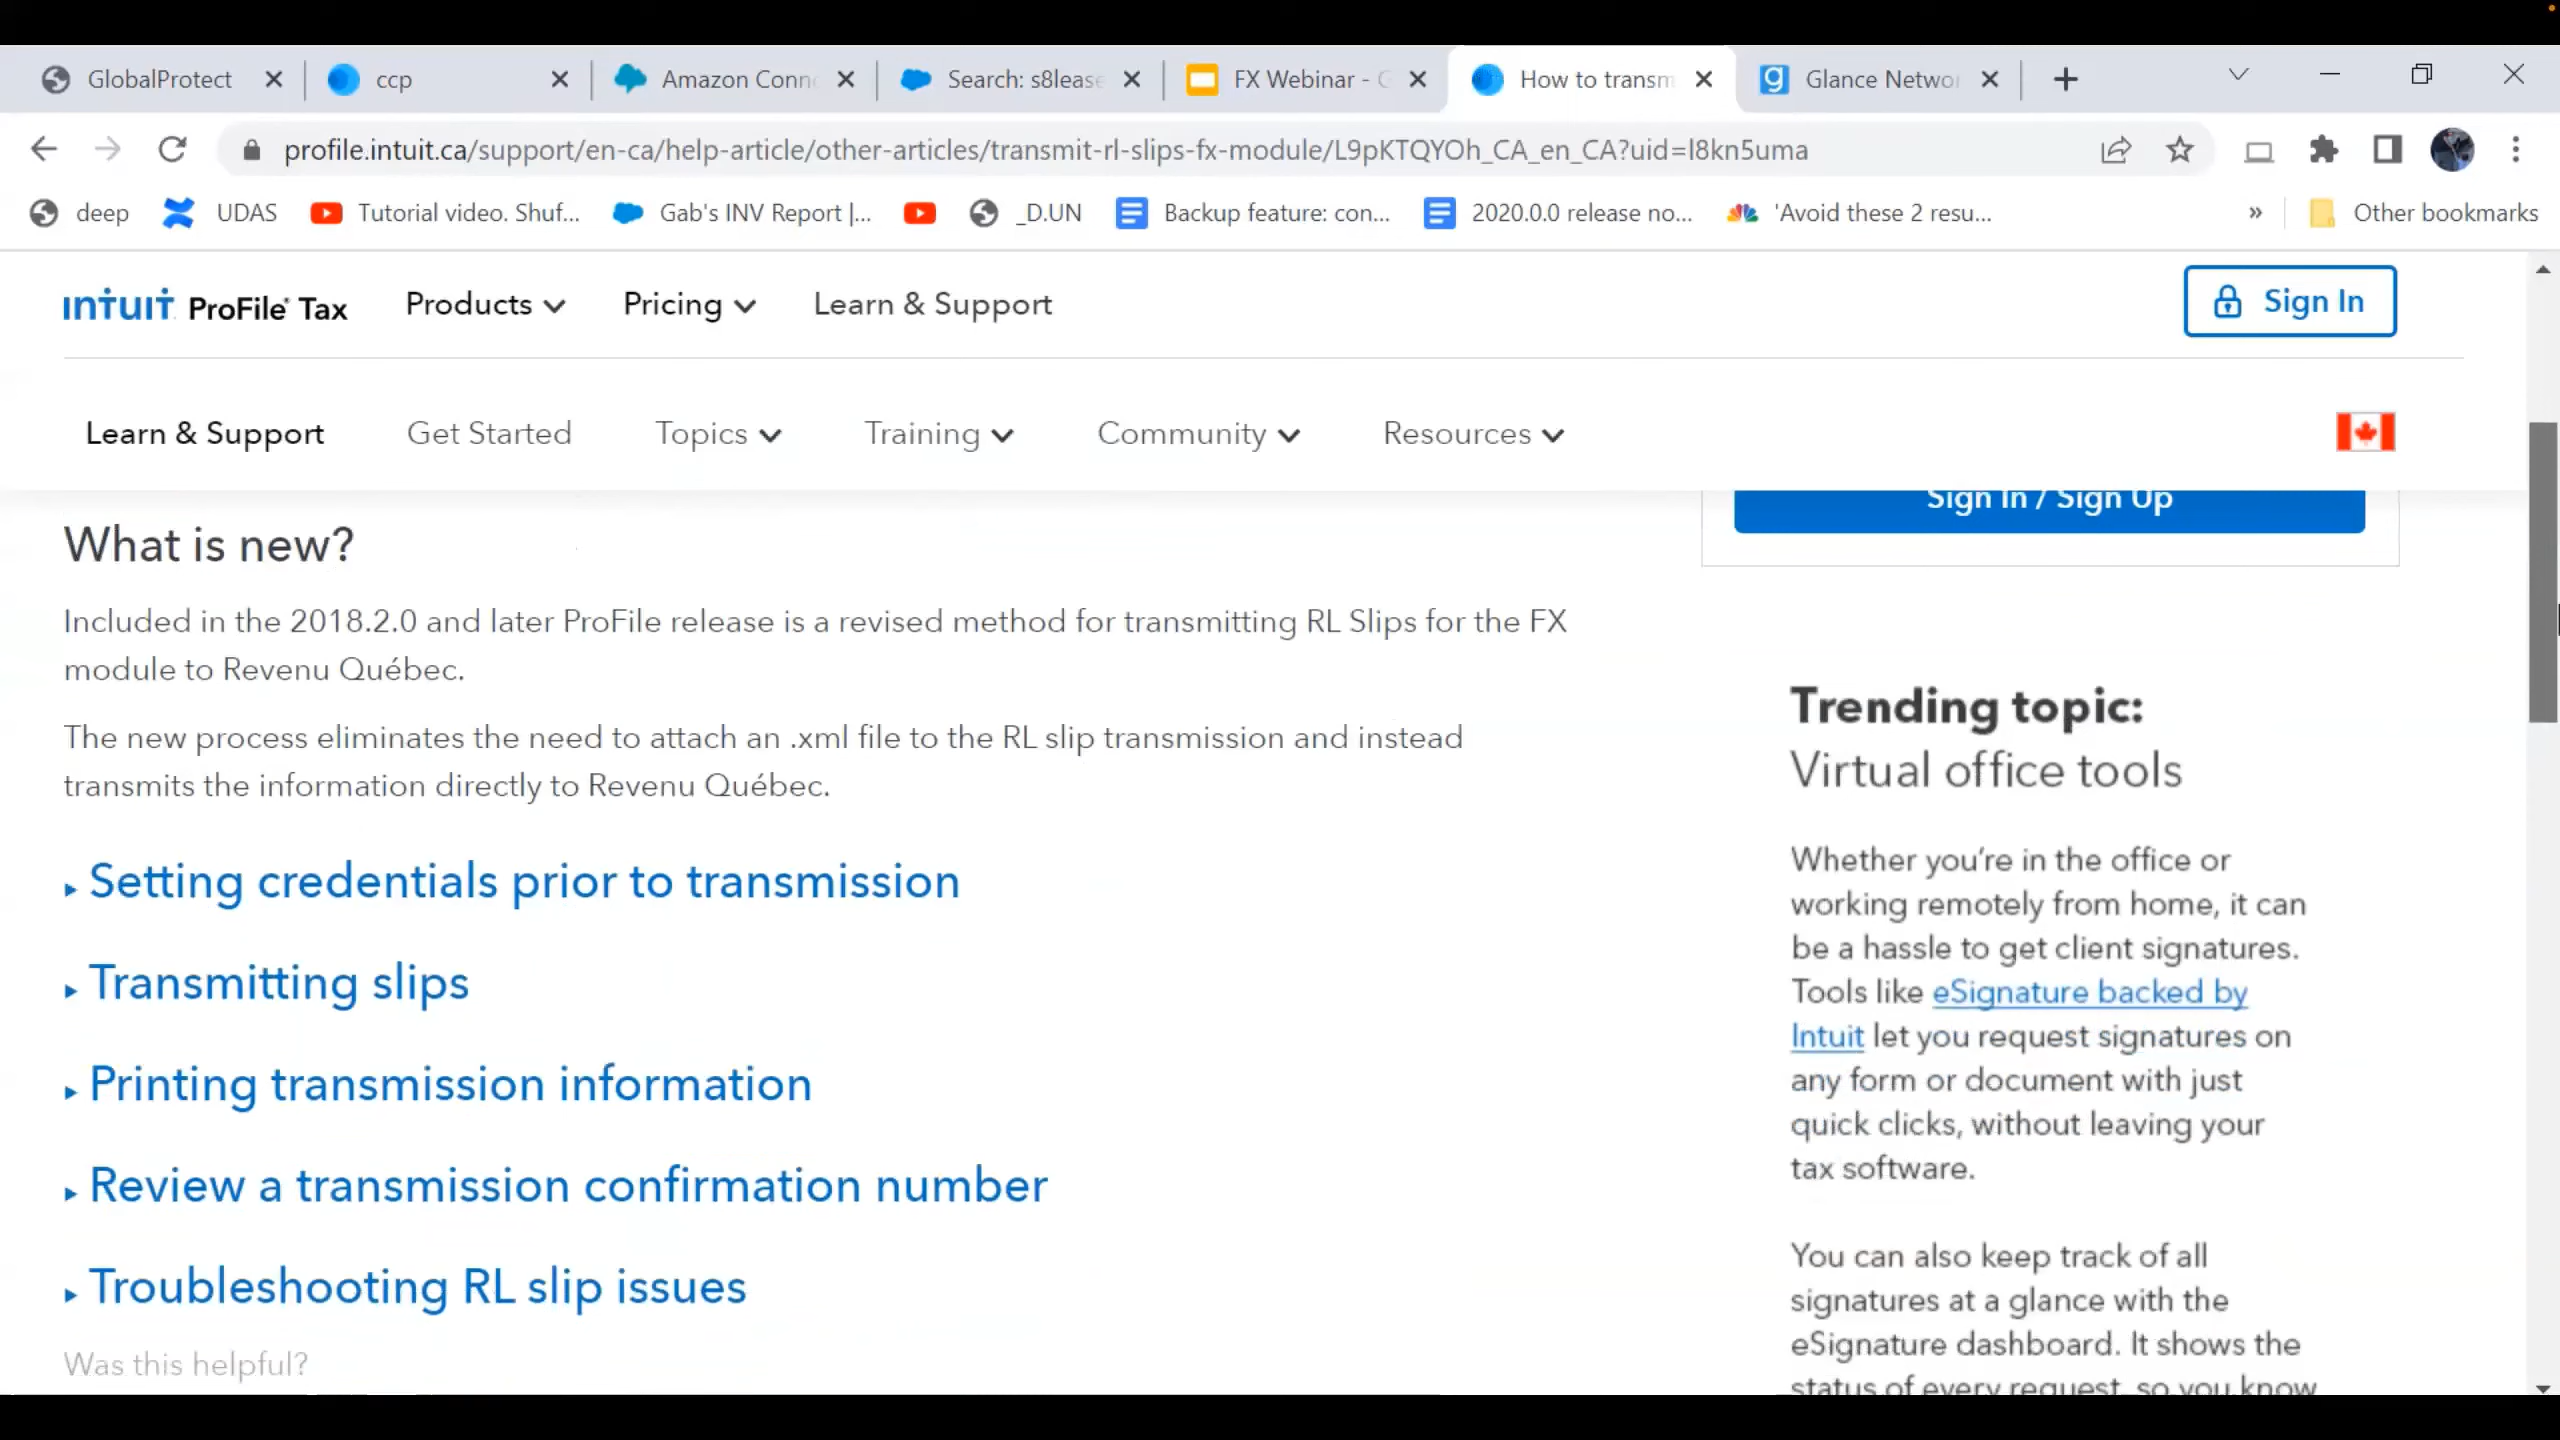 GlobalProtect
ccp
Amazon Conn
Search: s8lease
FX Webinar - G
How to transm
Glance Networ
profile.intuit.ca/support/en-ca/help-article/other-articles/transmit-rl-slips-fx-module/L9pKTQYOh_CA_en_CA?uid=l8kn5uma
deep
UDAS
Tutorial video. Shuf...
Gab's INV Report |...
_D.UN
Backup feature: con...
2020.0.0 release no...
'Avoid these 2 resu...
»
Other bookmarks
INTUIT ProFile® Tax
Products
Pricing
Learn & Support
Sign In
Learn & Support
Get Started
Topics
Training
Community
Resources
What is new?
Included in the 2018.2.0 and later ProFile release is a revised method for transmitting RL Slips for the FX
module to Revenu Québec.
The new process eliminates the need to attach an .xml file to the RL slip transmission and instead
transmits the information directly to Revenu Québec.
Setting credentials prior to transmission
Transmitting slips
Printing transmission information
Review a transmission confirmation number
Troubleshooting RL slip issues
Was this helpful?
Sign In / Sign Up
Trending topic:
Virtual office tools
Whether you're in the office or
working remotely from home, it can
be a hassle to get client signatures.
Tools like eSignature backed by
Intuit let you request signatures on
any form or document with just
quick clicks, without leaving your
tax software.
You can also keep track of all
signatures at a glance with the
eSignature dashboard. It shows the
status of every request, so you know